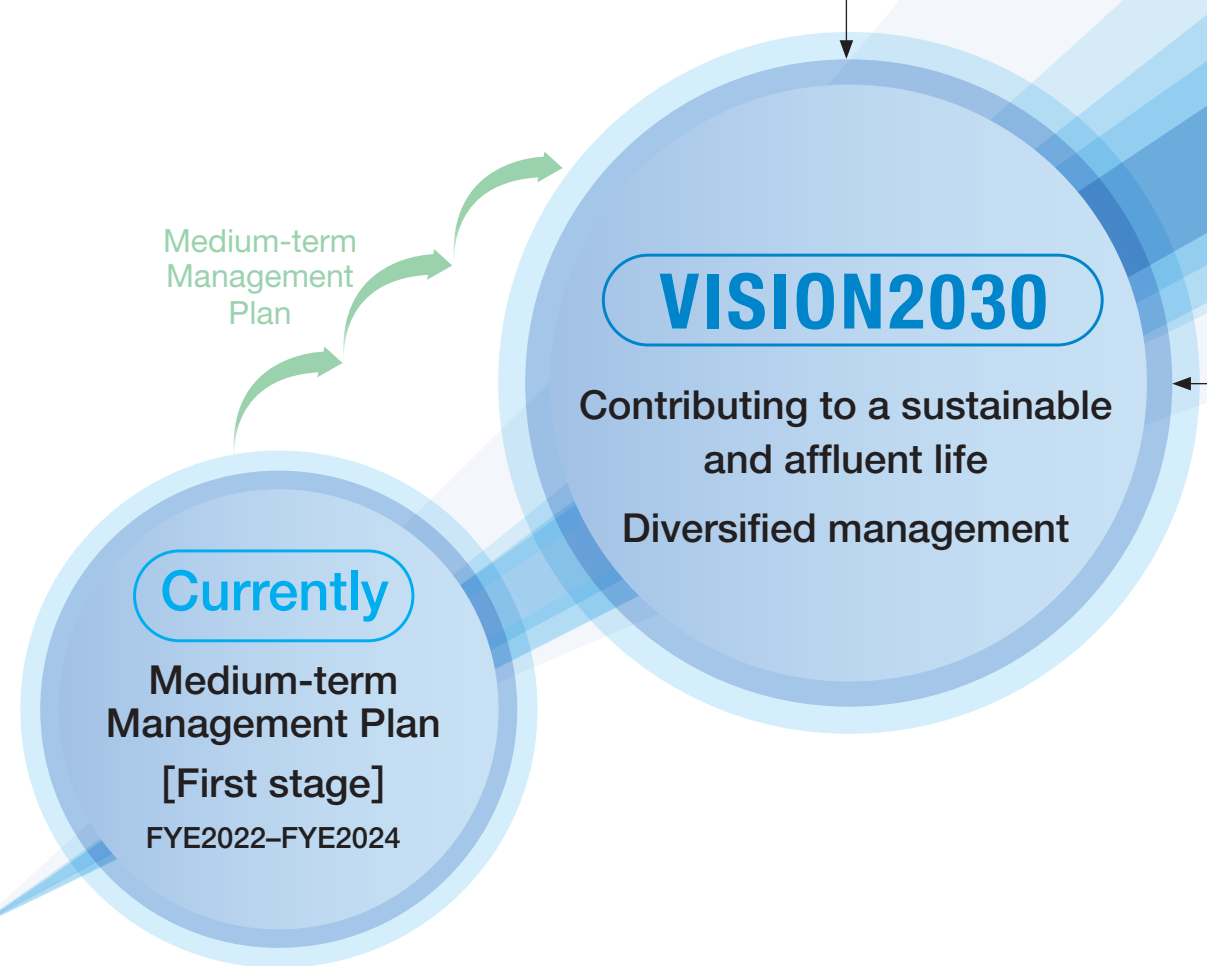 Medium-term
Management
Plan
VISION2030
Contributing to a sustainable
and affluent life
Diversified management
Currently
Medium-term
Management Plan
[First stage]
FYE2022–FYE2024